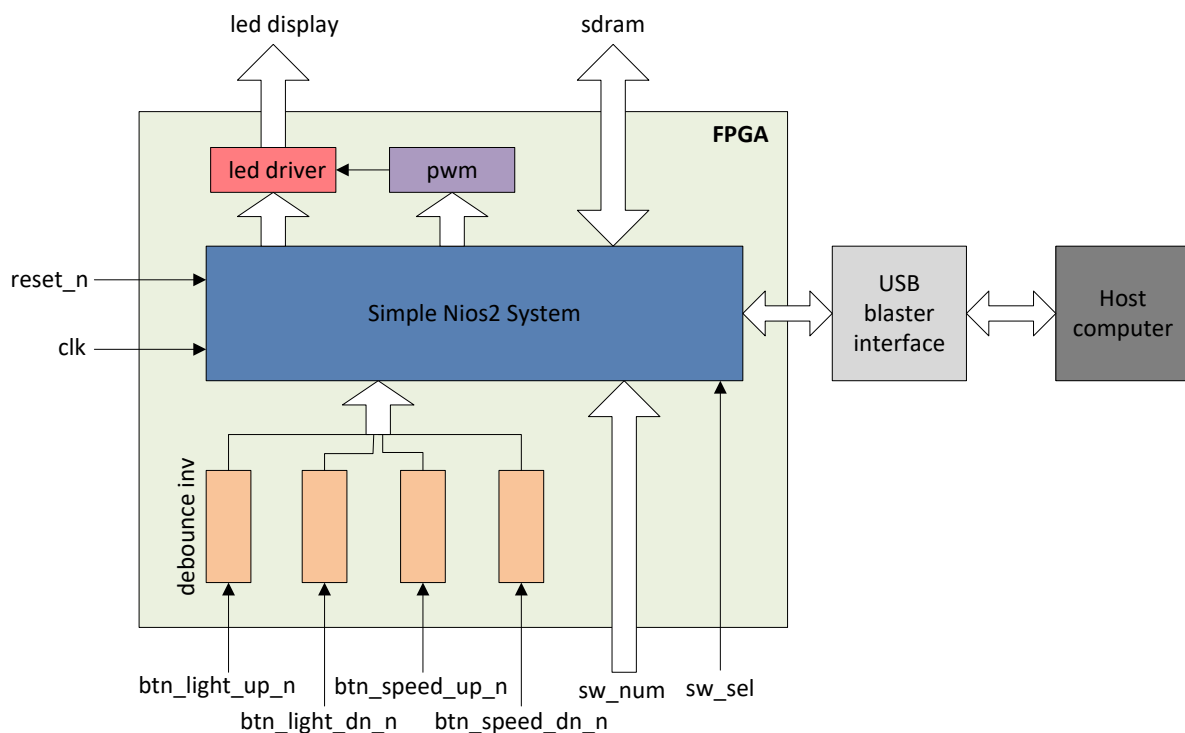 led display
sdram
FPGA
led driver
pwm
reset_n
Simple Nios2 System
clk
USB
blaster
interface
Host
computer
debounce inv
btn_light_up_n
btn_speed_up_n
sw_num
sw_sel
btn_light_dn_n
btn_speed_dn_n